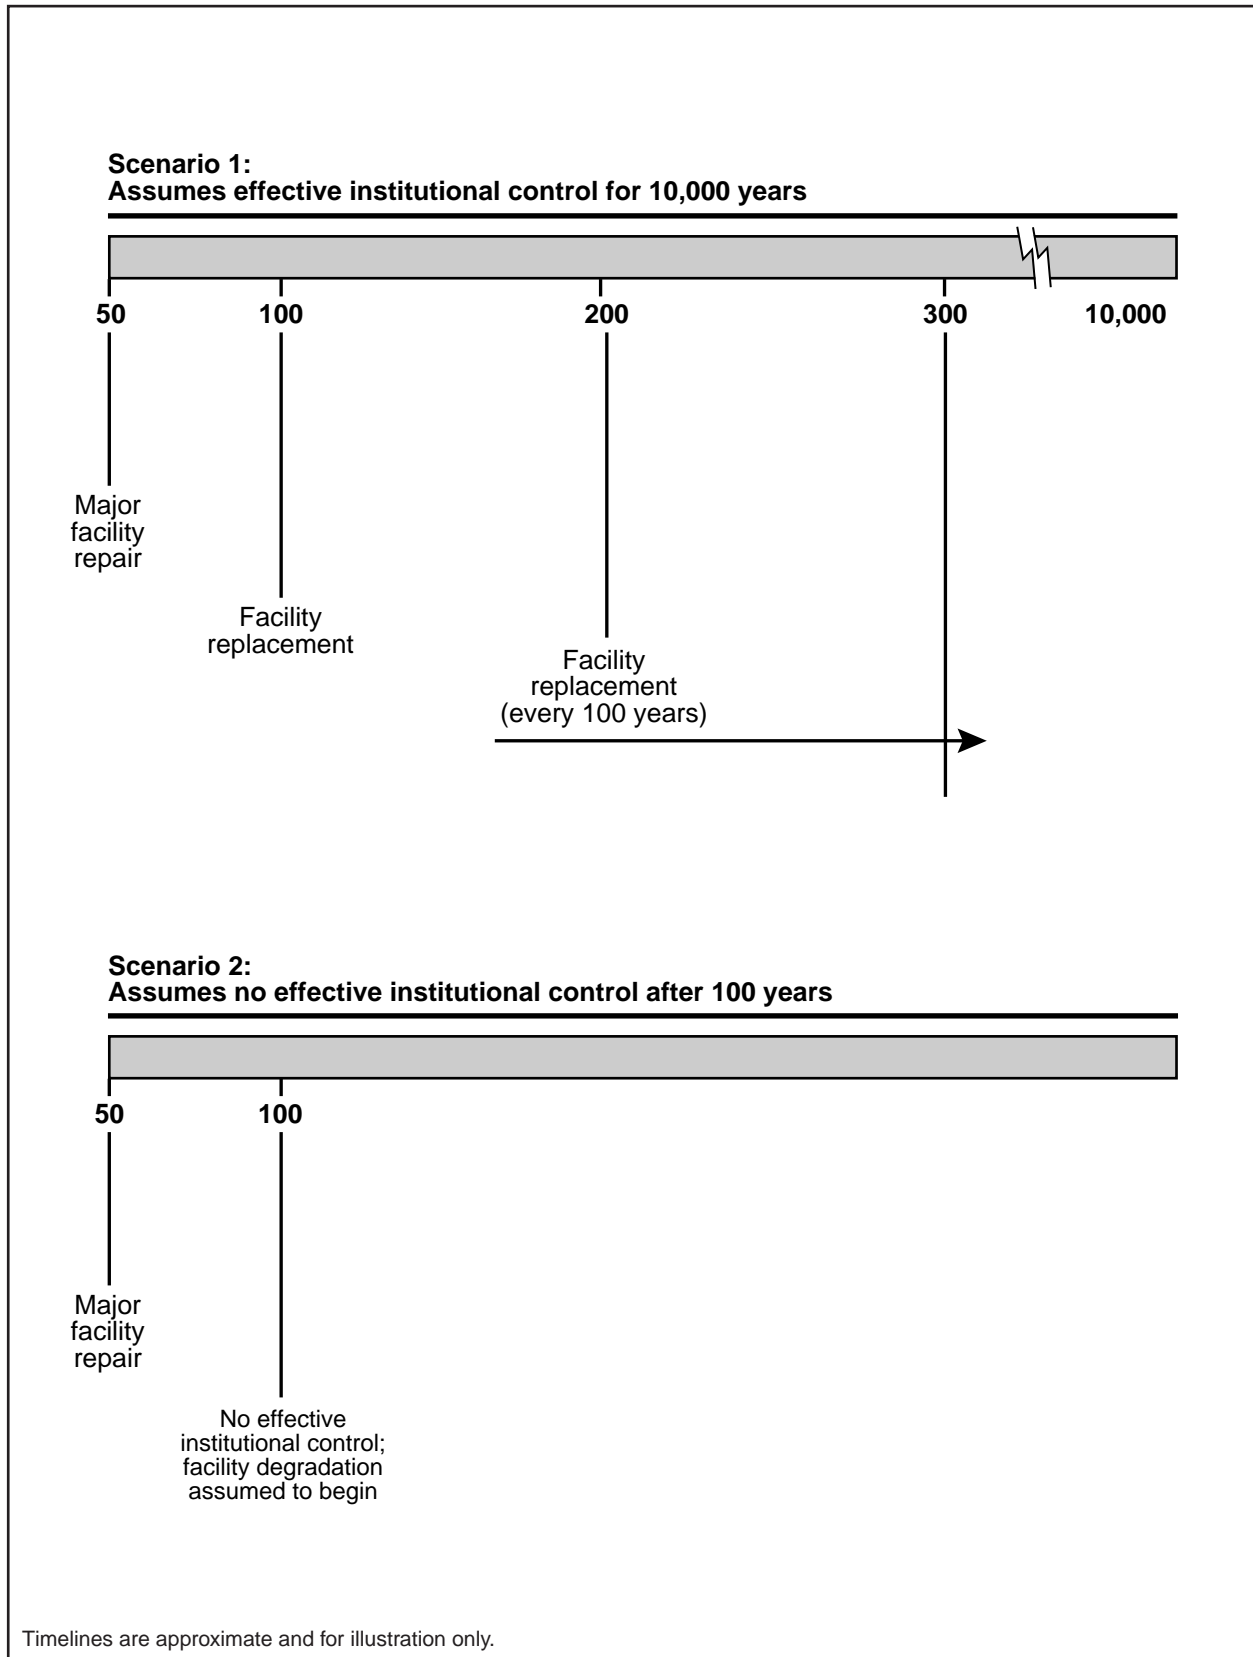 Scenario 1:
Assumes effective institutional control for 10,000 years
50
100
200
300
10,000
Major
facility
repair
Facility
replacement
Facility
replacement
(every 100 years)
Scenario 2:
Assumes no effective institutional control after 100 years
50
100
Major
facility
repair
No effective
institutional control;
facility degradation
assumed to begin
Timelines are approximate and for illustration only.